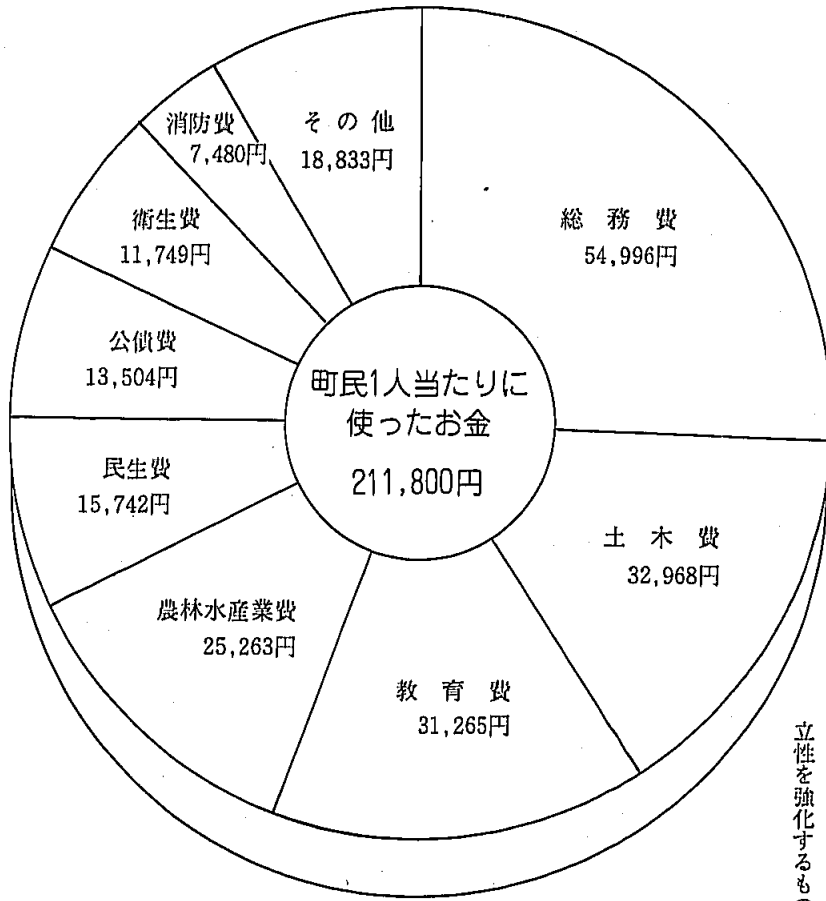 町民1人当たりに
使ったお金
211,800円
総務費
54,996円
土木費
32,968円
教育費
31,265円
農林水産業費
25,263円
民生費
15,742円
公債費
13,504円
衛生費
11,749円
消防費
7,480円
その他
18,833円
立性を強化するも